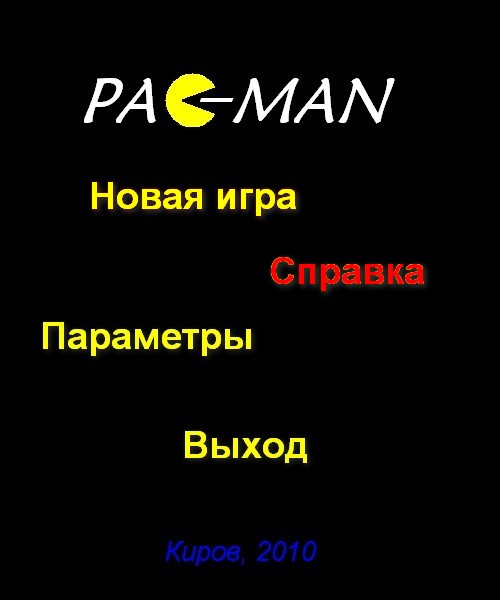 PAC-MAN
Новая игра
Справка
Параметры
Выход
Киров, 2010